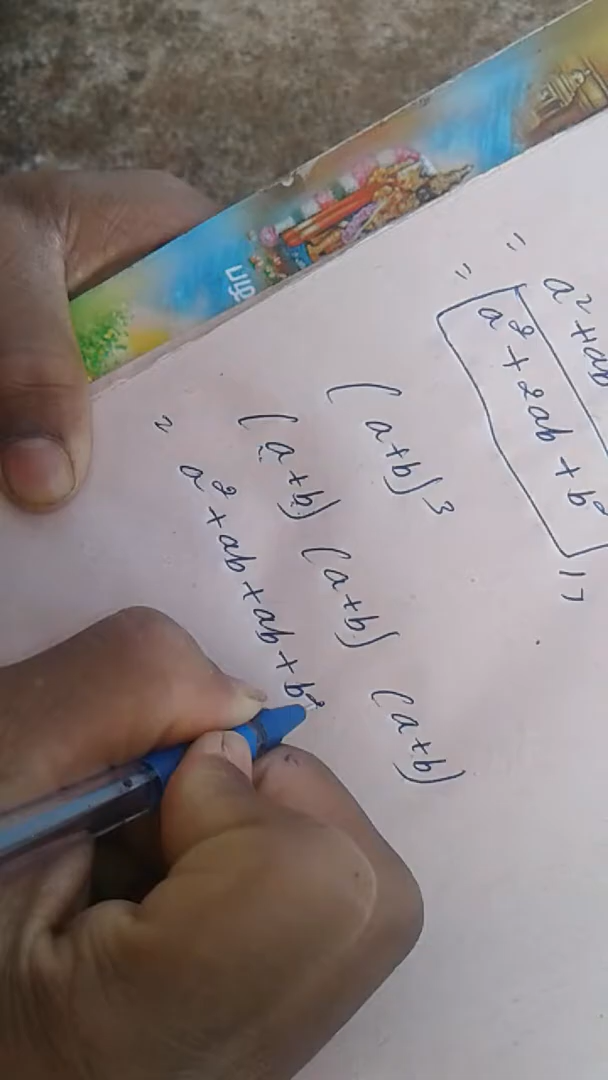 = a² + ab
= a² + 2ab + b²
(a+b)³
(a+b) (a+b) (a+b)
= a² + ab + ab + b²